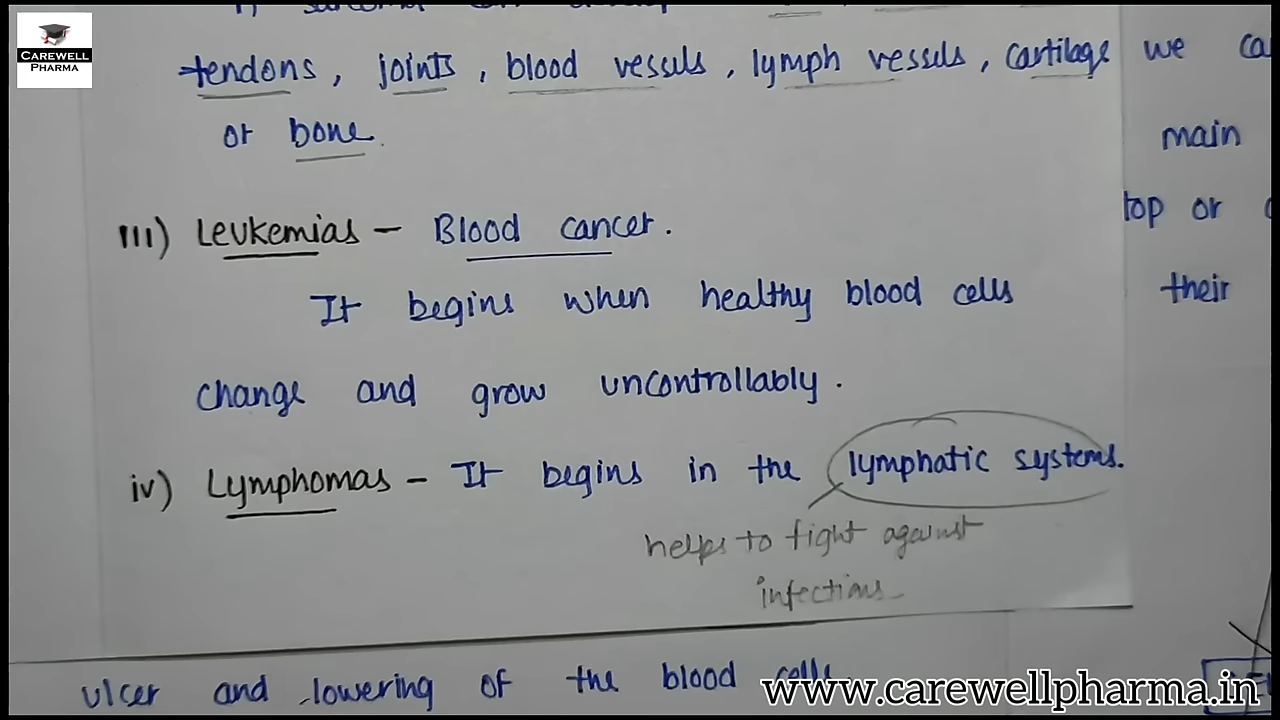 CAREWELL
PHARMA
tendons, joints, blood vessels, lymph vessels, cartilage
or bone.
III) Leukemias - Blood cancer.
It begins when healthy blood cells
change and grow uncontrollably.
iv) Lymphomas - It begins in the lymphatic systems.
helps to fight against
infections
we
main
top or
their
ulcer and lowering of the blood cells
www.carewellpharma.in